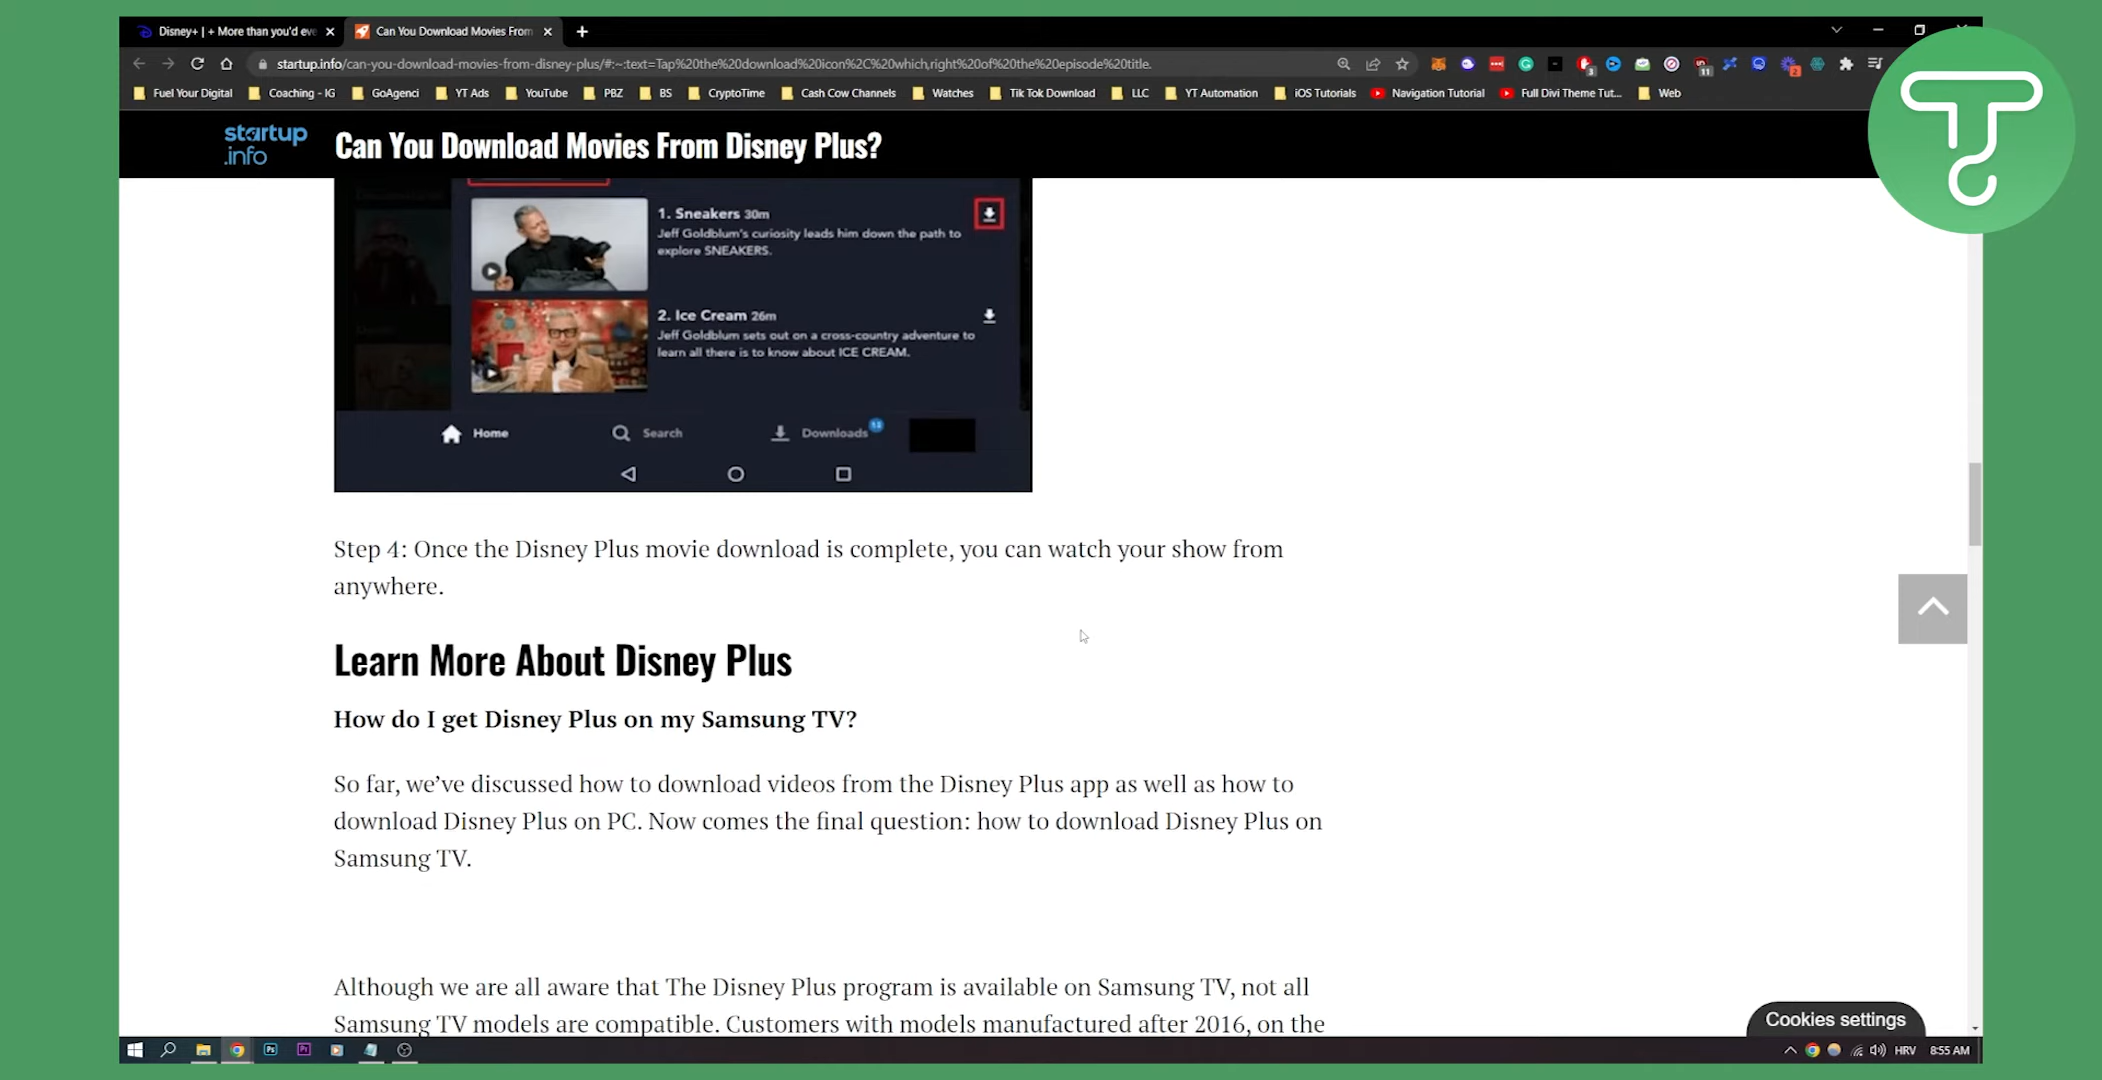 Disney+ | + More than you'd eve
Can You Download Movies From
startup.info/can-you-download-movies-from-disney-plus/#:~:text=Tap%20the%20download%20icon%2C%20which,right%20of%20the%20episode%20title.
3
11
2
Fuel Your Digital
Coaching - IG
GoAgenci
YT Ads
YouTube
PBZ
BS
CryptoTime
Cash Cow Channels
Watches
Tik Tok Download
LLC
YT Automation
iOS Tutorials
Navigation Tutorial
Full Divi Theme Tut...
Web
startup
.info
Can You Download Movies From Disney Plus?
1. Sneakers 30m
Jeff Goldblum's curiosity leads him down the path to
explore SNEAKERS.
2. Ice Cream 26m
Jeff Goldblum sets out on a cross-country adventure to
learn all there is to know about ICE CREAM.
Home
Search
Downloads
Step 4: Once the Disney Plus movie download is complete, you can watch your show from
anywhere.
Learn More About Disney Plus
How do I get Disney Plus on my Samsung TV?
So far, we've discussed how to download videos from the Disney Plus app as well as how to
download Disney Plus on PC. Now comes the final question: how to download Disney Plus on
Samsung TV.
Although we are all aware that The Disney Plus program is available on Samsung TV, not all
Samsung TV models are compatible. Customers with models manufactured after 2016, on the
Cookies settings
Ps
Pr
HRV
8:55 AM